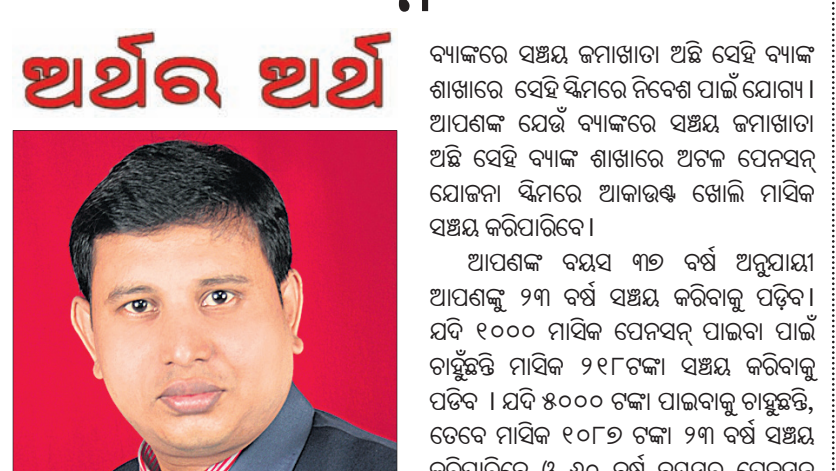 ଅର୍ଥର ଅର୍ଥ
ବ୍ୟାଙ୍କରେ ସଞ୍ଚୟ ଜମାଖାତା ଅଛି ସେହି ବ୍ୟାଙ୍କ
ଶାଖାରେ ସେହି ସ୍କିମରେ ନିବେଶ ପାଇଁ ଯୋଗ୍ୟ।
ଆପଣଙ୍କ ଯେଉଁ ବ୍ୟାଙ୍କରେ ସଞ୍ଚୟ ଜମାଖାତା
ଅଛି ସେହି ବ୍ୟାଙ୍କ ଶାଖାରେ ଅଟଳ ପେନସନ୍
ଯୋଜନା ସ୍କିମରେ ଆକାଉଣ୍ଟ ଖୋଲି ମାସିକ
ସଞ୍ଚୟ କରିପାରିବେ।
ଆପଣଙ୍କ ବୟସ ୩୭ ବର୍ଷ ଅନୁଯାୟୀ
ଆପଣଙ୍କୁ ୨୩ ବର୍ଷ ସଞ୍ଚୟ କରିବାକୁ ପଡ଼ିବ।
ଯଦି ୧୦୦୦ ମାସିକ ପେନସନ୍ ପାଇବା ପାଇଁ
ଚାହୁଁଛନ୍ତି ମାସିକ ୨୧୮ଟଙ୍କା ସଞ୍ଚୟ କରିବାକୁ
ପଡିବ । ଯଦି ୫୦୦୦ ଟଙ୍କା ପାଇବାକୁ ଚାହୁଛନ୍ତି,
ତେବେ ମାସିକ ୧୦୮୭ ଟଙ୍କା ୨୩ ବର୍ଷ ସଞ୍ଚୟ
କରିପାରିବେ ଓ ୬୦ ବର୍ଷ